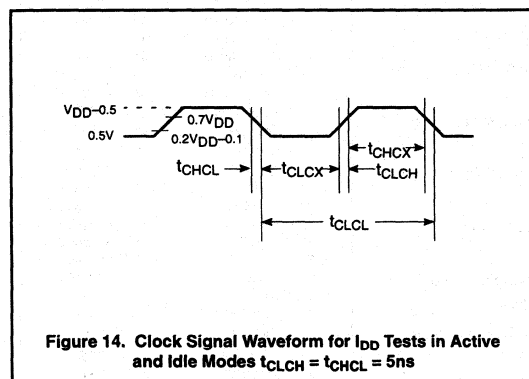 VDD–0.5
0.7VDD
0.5V
0.2VDD–0.1
tCHCX
tCHCL
tCLCX
tCLCH
tCLCL
Figure 14. Clock Signal Waveform for IDD Tests in Active
and Idle Modes tCLCH = tCHCL = 5ns